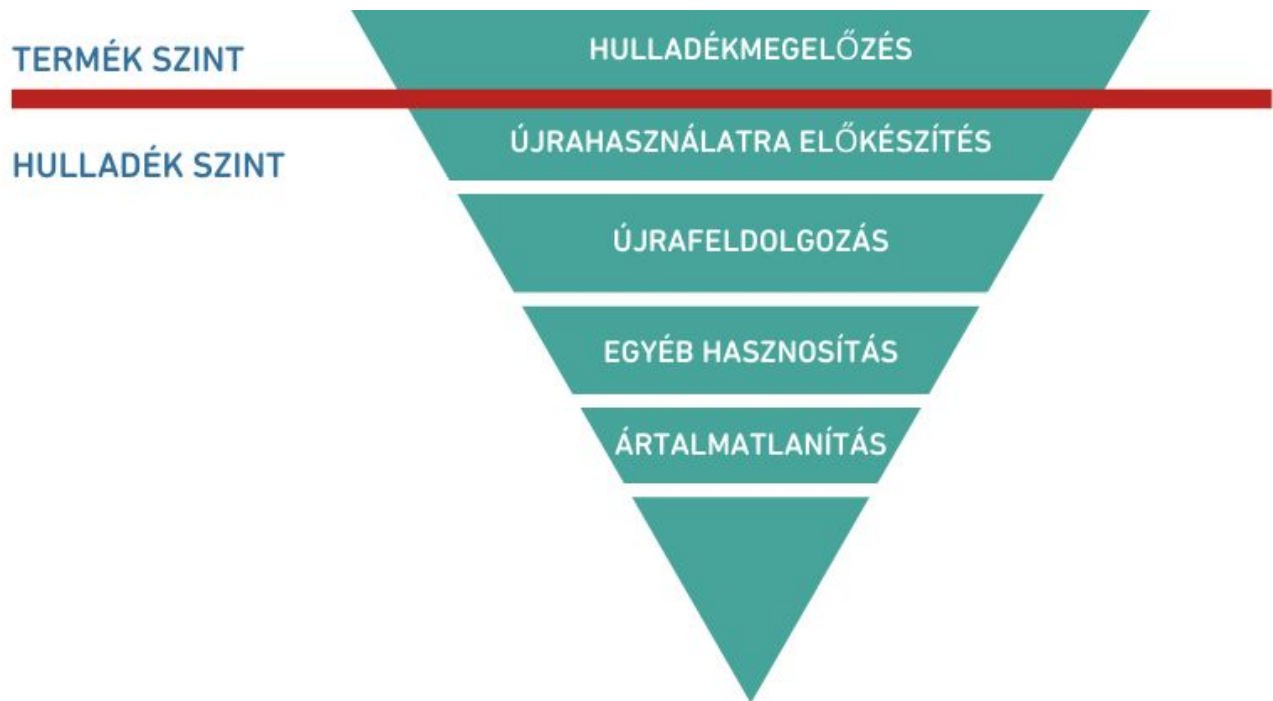 TERMÉK SZINT
HULLADÉKMEGELŐZÉS
HULLADÉK SZINT
ÚJRAHASZNÁLATRA ELŐKÉSZÍTÉS
ÚJRAFELDOLGOZÁS
EGYÉB HASZNOSÍTÁS
ÁRTALMATLANÍTÁS